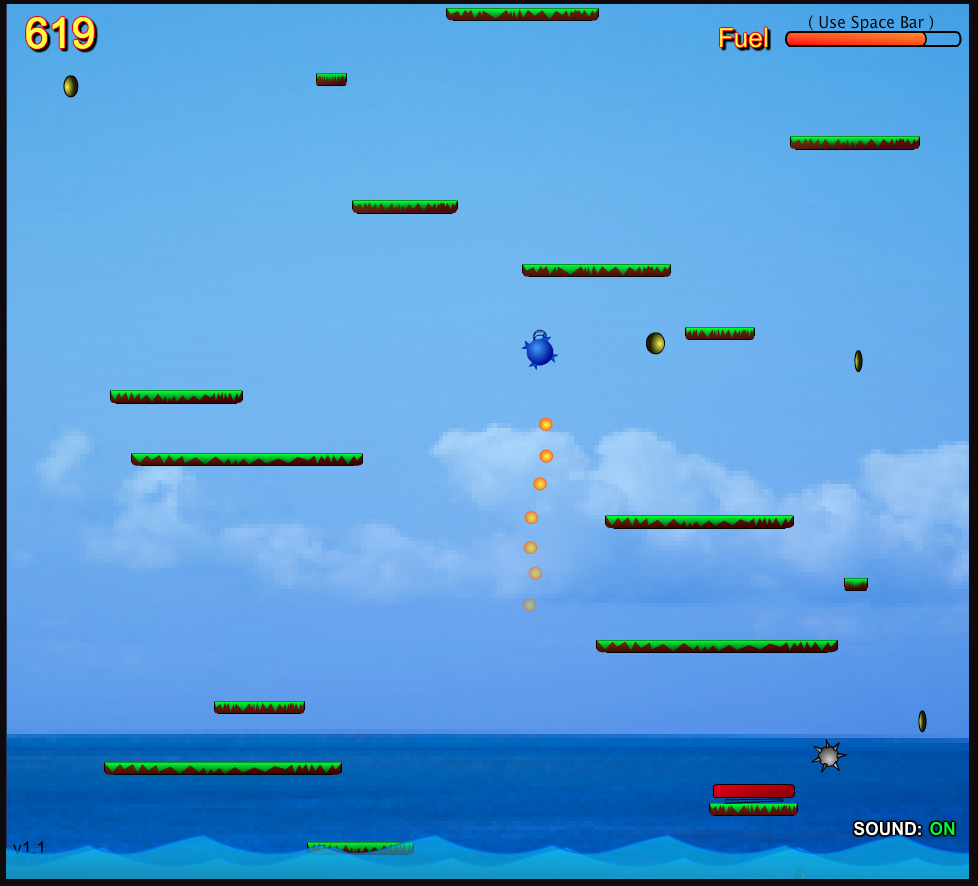 619
( Use Space Bar )
Fuel
SOUND: ON
v1.1